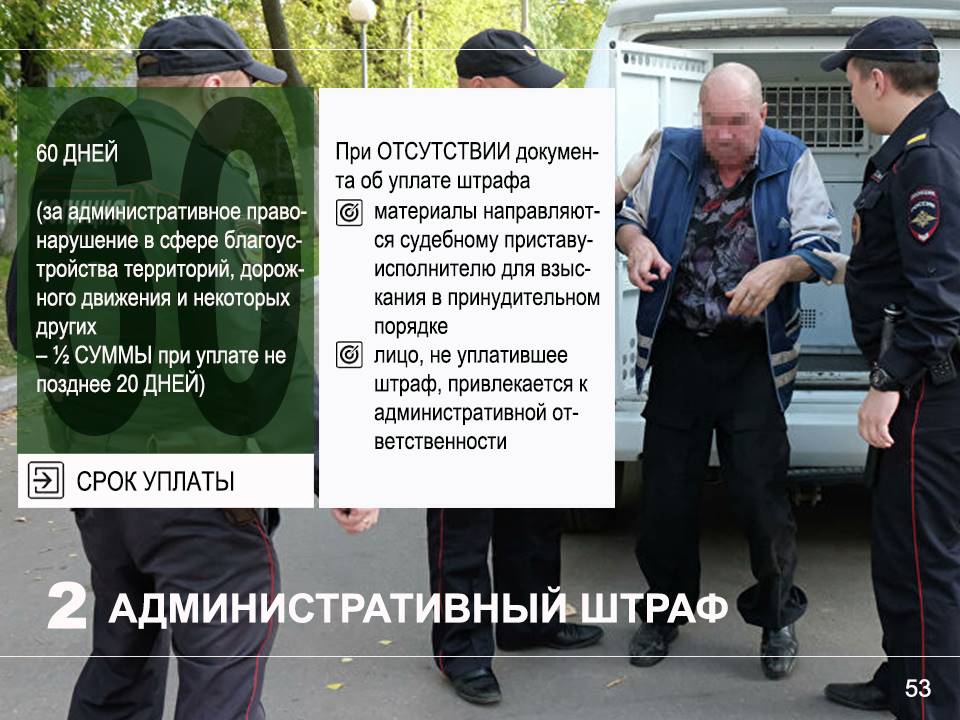 60
60 ДНЕЙ
(за административное право-
нарушение в сфере благоус-
тройства территорий, дорож-
ного движения и некоторых
других
– ½ СУММЫ при уплате не
позднее 20 ДНЕЙ)
СРОК УПЛАТЫ
При ОТСУТСТВИИ докумен-
та об уплате штрафа
материалы направляют-
ся судебному приставу-
исполнителю для взыс-
кания в принудительном
порядке
лицо, не уплатившее
штраф, привлекается к
административной от-
ветственности
РОССИЯ
2 АДМИНИСТРАТИВНЫЙ ШТРАФ
53